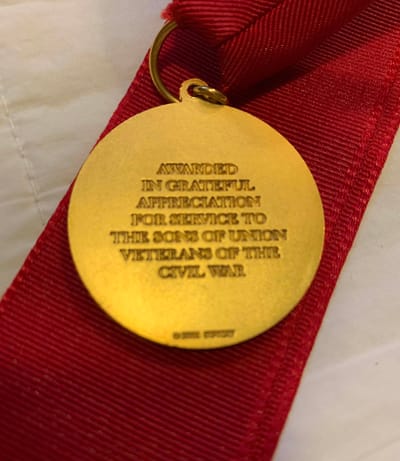 AWARDED
IN GRATEFUL
APPRECIATION
FOR SERVICE TO
THE SONS OF UNION
VETERANS OF THE
CIVIL WAR